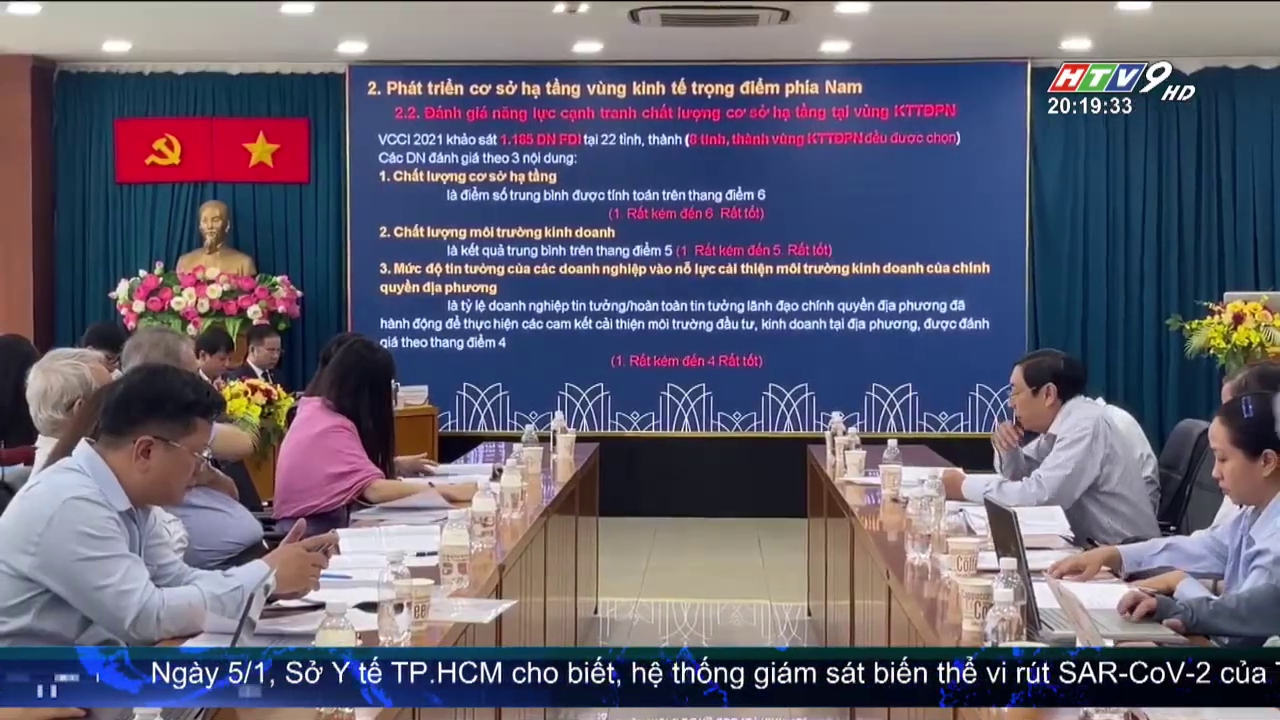 HTV9 HD
20:19:33
2. Phát triển cơ sở hạ tầng vùng kinh tế trọng điểm phía Nam
2.2. Đánh giá năng lực cạnh tranh chất lượng cơ sở hạ tầng tại vùng KTTĐPN
VCCI 2021 khảo sát 1.185 DN FDI tại 22 tỉnh, thành (8 tỉnh, thành vùng KTTĐPN đều được chọn)
Các DN đánh giá theo 3 nội dung:
1. Chất lượng cơ sở hạ tầng
là điểm số trung bình được tính toán trên thang điểm 6
(1. Rất kém đến 6. Rất tốt)
2. Chất lượng môi trường kinh doanh
là kết quả trung bình trên thang điểm 5 (1. Rất kém đến 5. Rất tốt)
3. Mức độ tin tưởng của các doanh nghiệp vào nỗ lực cải thiện môi trường kinh doanh của chính
quyền địa phương
là tỷ lệ doanh nghiệp tin tưởng/hoàn toàn tin tưởng lãnh đạo chính quyền địa phương đã
hành động để thực hiện các cam kết cải thiện môi trường đầu tư, kinh doanh tại địa phương, được đánh
giá theo thang điểm 4
(1. Rất kém đến 4 Rất tốt)
Ngày 5/1, Sở Y tế TP.HCM cho biết, hệ thống giám sát biến thể vi rút SAR-CoV-2 của